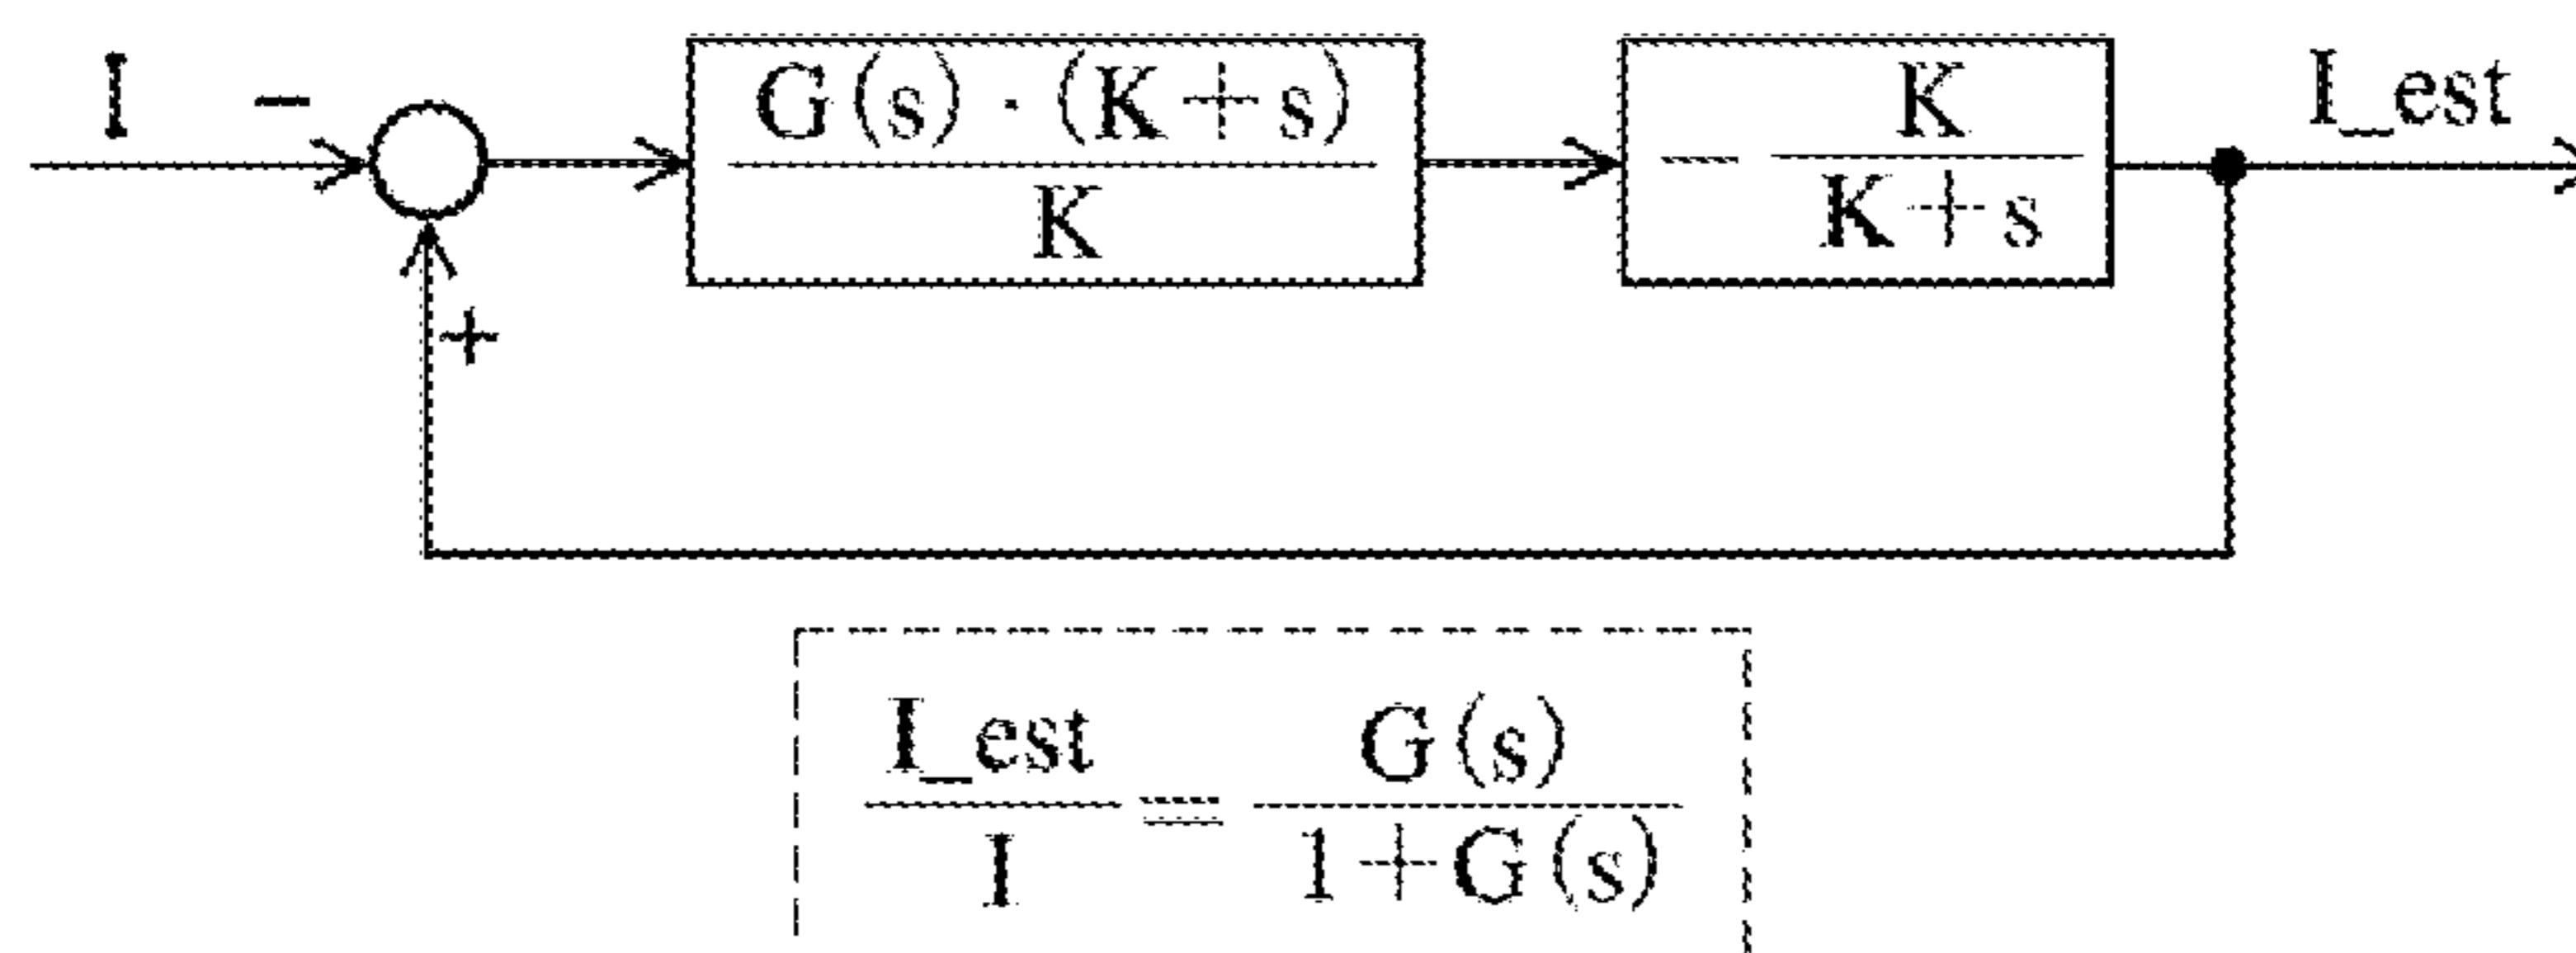 I − G(s)·(K+s) − K I_est
K K+s
+
I_est = G(s)
I 1+G(s)